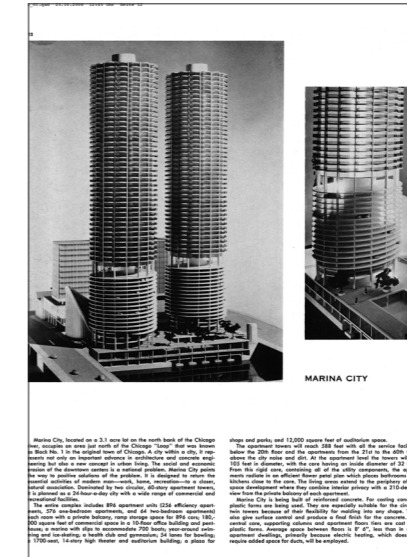 MARINA CITY
Marina City, located on a 3.1 acre lot on the north bank of the Chicago
River, occupies an area just north of the Chicago "Loop" that was known
as Block No. 1 in the original town of Chicago. A city within a city, it rep-
resents not only an important advance in architecture and concrete engi-
neering but also a new concept in urban living. The social and economic
erosion of the downtown centers is a national problem. Marina City points
the way to positive solutions of the problem. It is designed to return the
essential activities of modern man—work, home, recreation—to a closer,
natural association. Dominated by two circular, 60-story apartment towers,
it is planned as a 24-hour-a-day city with a wide range of commercial and
recreational facilities.
The entire complex includes 896 apartment units (256 efficiency apart-
ments, 576 one-bedroom apartments, and 64 two-bedroom apartments)
each room with a private balcony, ramp storage space for 896 cars; 180,-
000 square feet of commercial space in a 10-floor office building and pent-
house; a marina with slips to accommodate 700 boats; year-around swim-
ming and ice-skating; a health club and gymnasium; 54 lanes for bowling;
a 1700-seat, 14-story high theater and auditorium building; a plaza for
shops and parks; and 12,000 square feet of auditorium space.
The apartment towers will reach 588 feet with all the service faci
below the 20th floor and the apartments from the 21st to the 60th
above the city noise and dirt. At the apartment level the towers wi
105 feet in diameter, with the core having an inside diameter of 32
From this rigid core, containing all of the utility components, the a
ments radiate in an efficient flower petal plan which places bathrooms
kitchens close to the core. The living areas extend to the periphery of
space development where they combine interior privacy with a 210-de
view from the private balcony of each apartment.
Marina City is being built of reinforced concrete. For casting con
plastic forms are being used. They are especially suitable for the cir
twin towers because of their flexibility for molding into any shape.
also give surface control and produce a final finish for the concrete.
central core, supporting columns and apartment floors tiers are cast
plastic forms. Average space between floors is 8' 6", less than in
apartment dwellings, primarily because electric heating, which does
require added space for ducts, will be employed.